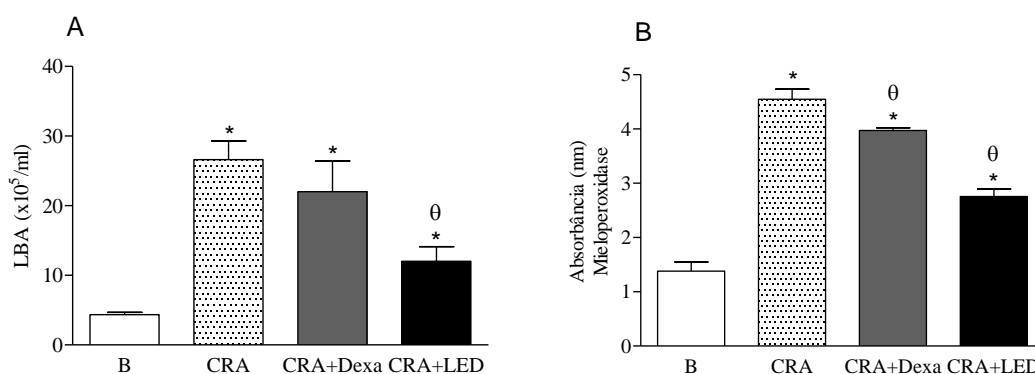 A
LBA (x10⁵/ml)
40
30
20
10
0
*
*
θ
*
B
CRA
CRA+Dexa
CRA+LED
B
Absorbância (nm)
Mieloperoxidase
5
4
3
2
1
0
*
θ
*
θ
*
B
CRA
CRA+Dexa
CRA+LED